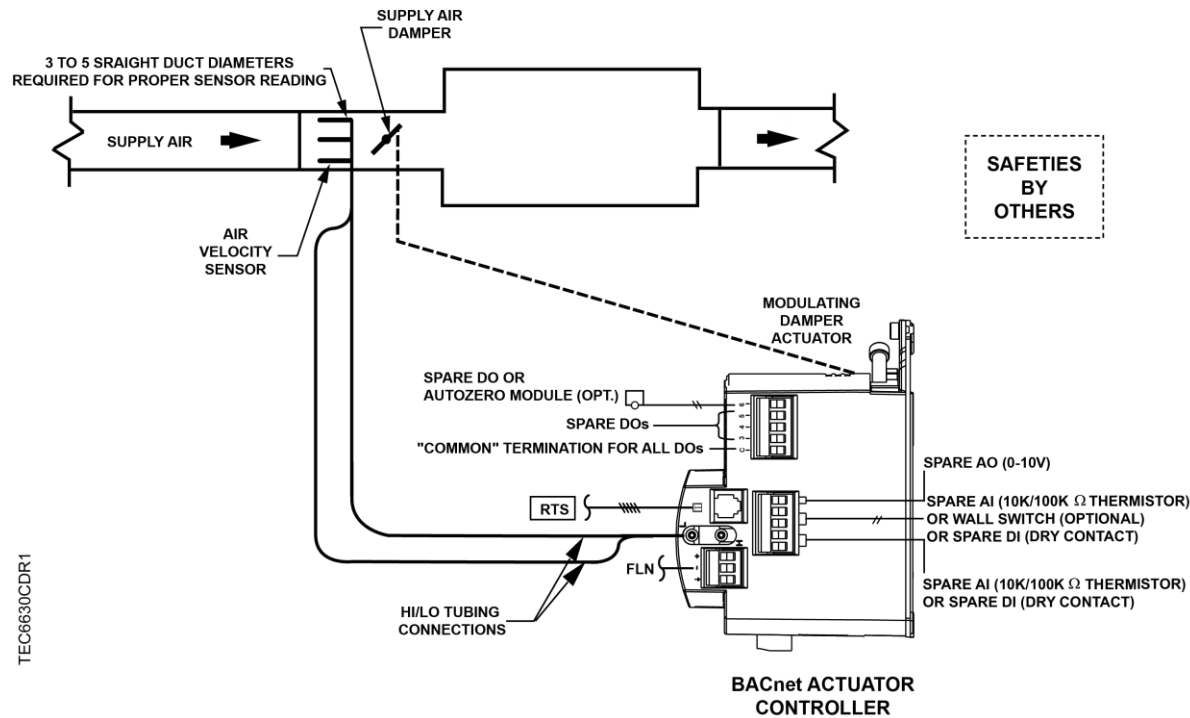 SUPPLY AIR
DAMPER
3 TO 5 SRAIGHT DUCT DIAMETERS
REQUIRED FOR PROPER SENSOR READING
SUPPLY AIR
SAFETIES
BY
OTHERS
AIR
VELOCITY
SENSOR
MODULATING
DAMPER
ACTUATOR
SPARE DO OR
AUTOZERO MODULE (OPT.)
SPARE DOs
"COMMON" TERMINATION FOR ALL DOs
6
5
4
3
C
SPARE AO (0-10V)
SPARE AI (10K/100K Ω THERMISTOR)
OR WALL SWITCH (OPTIONAL)
OR SPARE DI (DRY CONTACT)
RTS
L
H
FLN
+
-
SPARE AI (10K/100K Ω THERMISTOR)
OR SPARE DI (DRY CONTACT)
HI/LO TUBING
CONNECTIONS
TEC6630CDR1
BACnet ACTUATOR
CONTROLLER